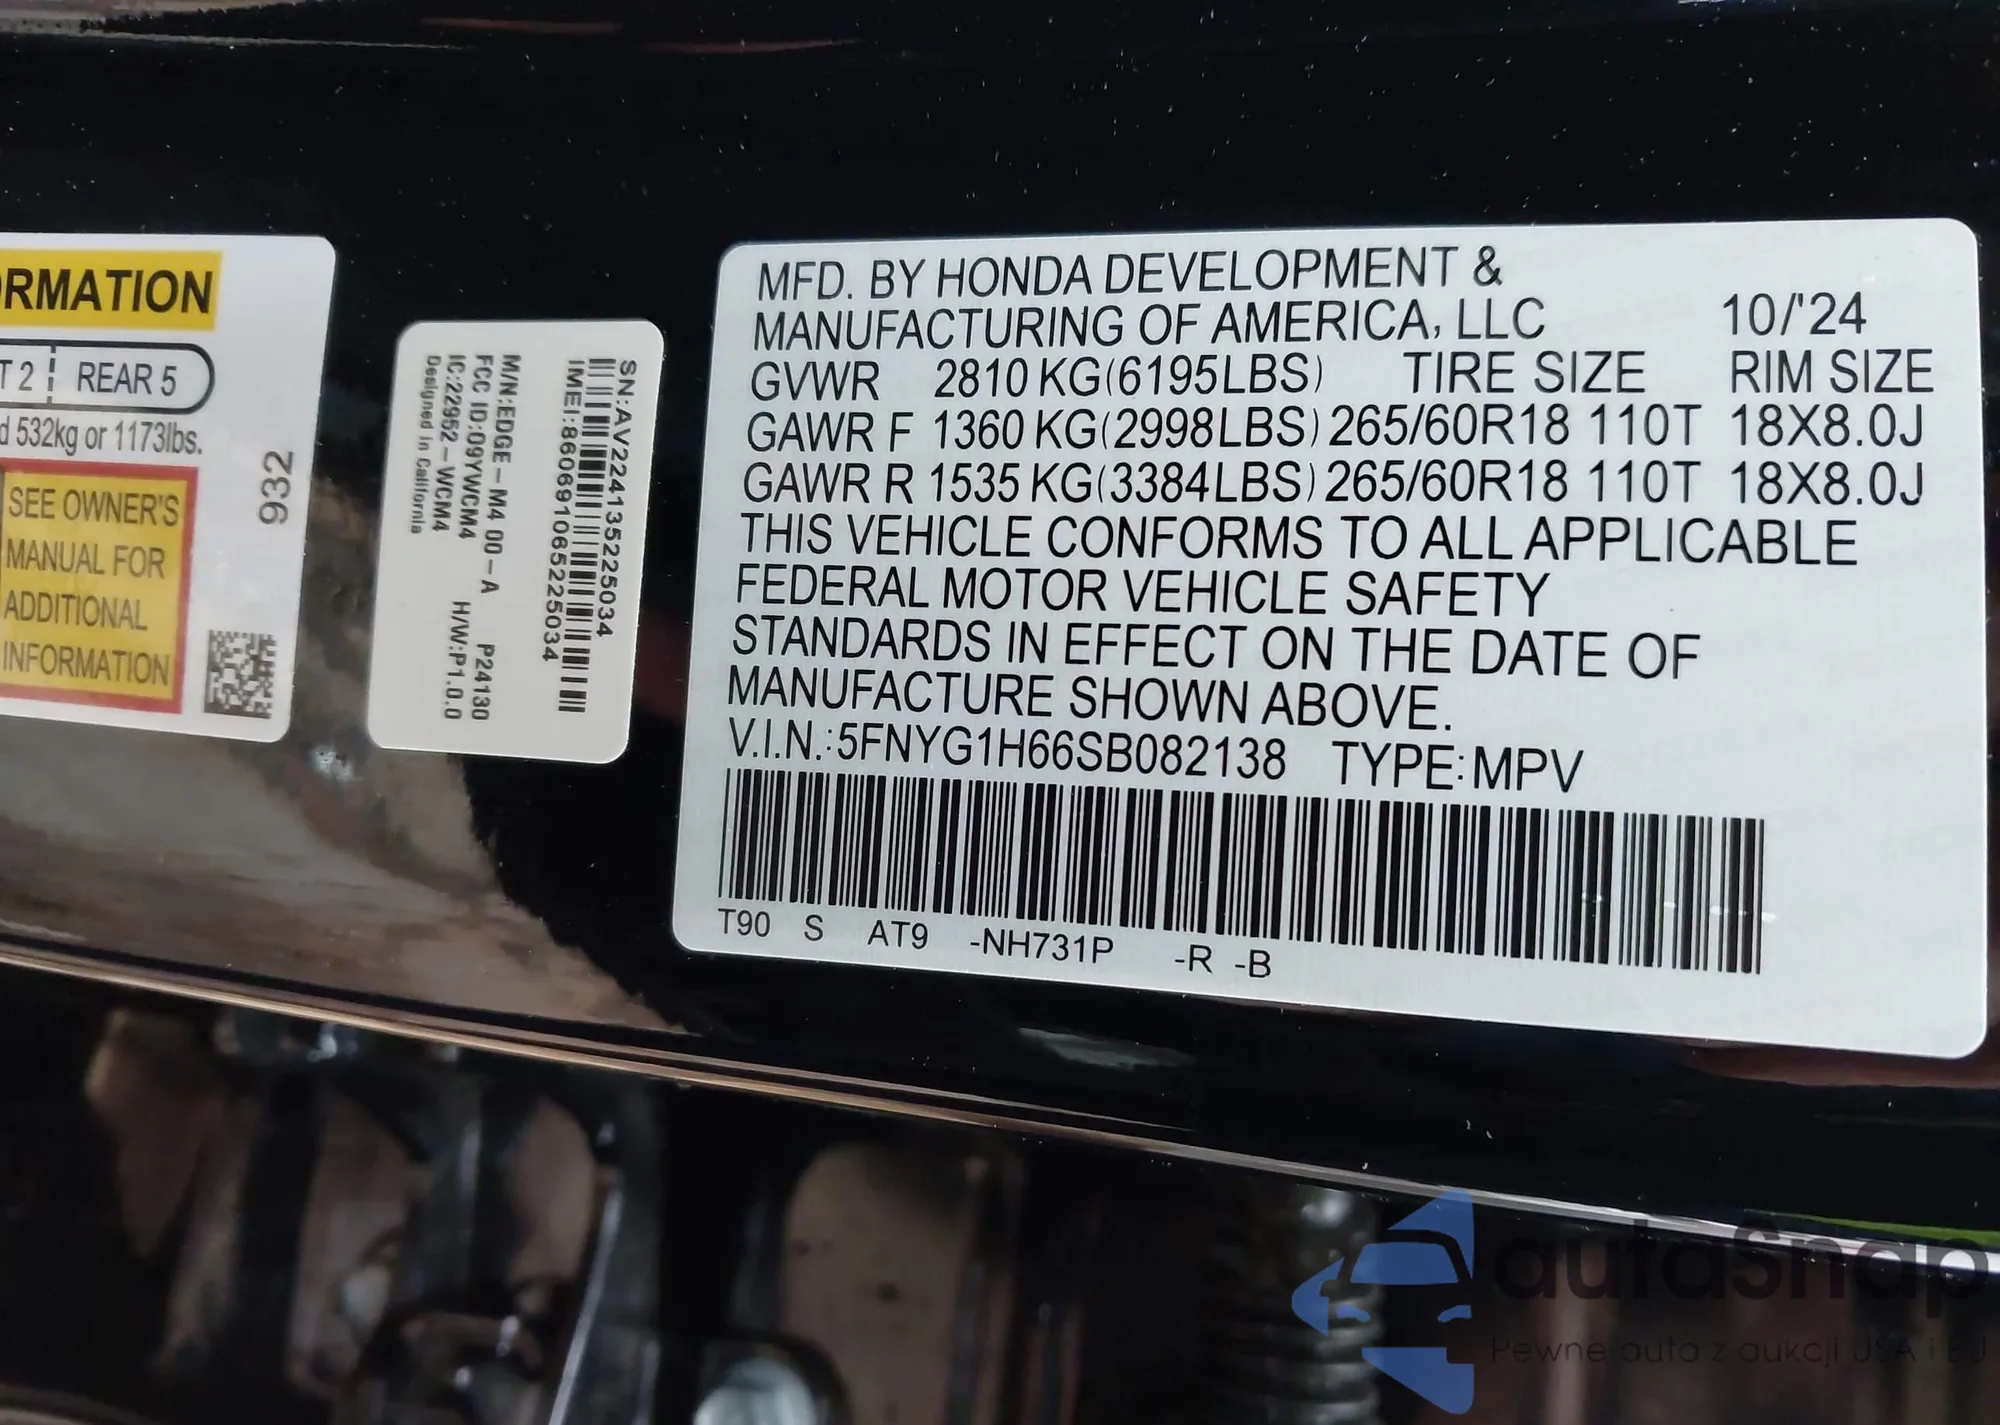 RMATION
T 2 REAR 5
d 532kg or 1173lbs.
SEE OWNER'S
MANUAL FOR
ADDITIONAL
INFORMATION
932
SN:AV2241352225034
IMEI:860691065225034
M/N:EDGE-M4 00-A P24130
FCC ID:09YWCM4 H/W:P1.0.0
IC:22952-WCM4
Designed in California
MFD. BY HONDA DEVELOPMENT &
MANUFACTURING OF AMERICA, LLC 10/'24
GVWR 2810 KG(6195LBS) TIRE SIZE RIM SIZE
GAWR F 1360 KG(2998LBS) 265/60R18 110T 18X8.0J
GAWR R 1535 KG(3384LBS) 265/60R18 110T 18X8.0J
THIS VEHICLE CONFORMS TO ALL APPLICABLE
FEDERAL MOTOR VEHICLE SAFETY
STANDARDS IN EFFECT ON THE DATE OF
MANUFACTURE SHOWN ABOVE.
V.I.N.:5FNYG1H66SB082138 TYPE:MPV
T90 S AT9 -NH731P -R -B
autaSnap
Pewne auta z aukcji USA i EU